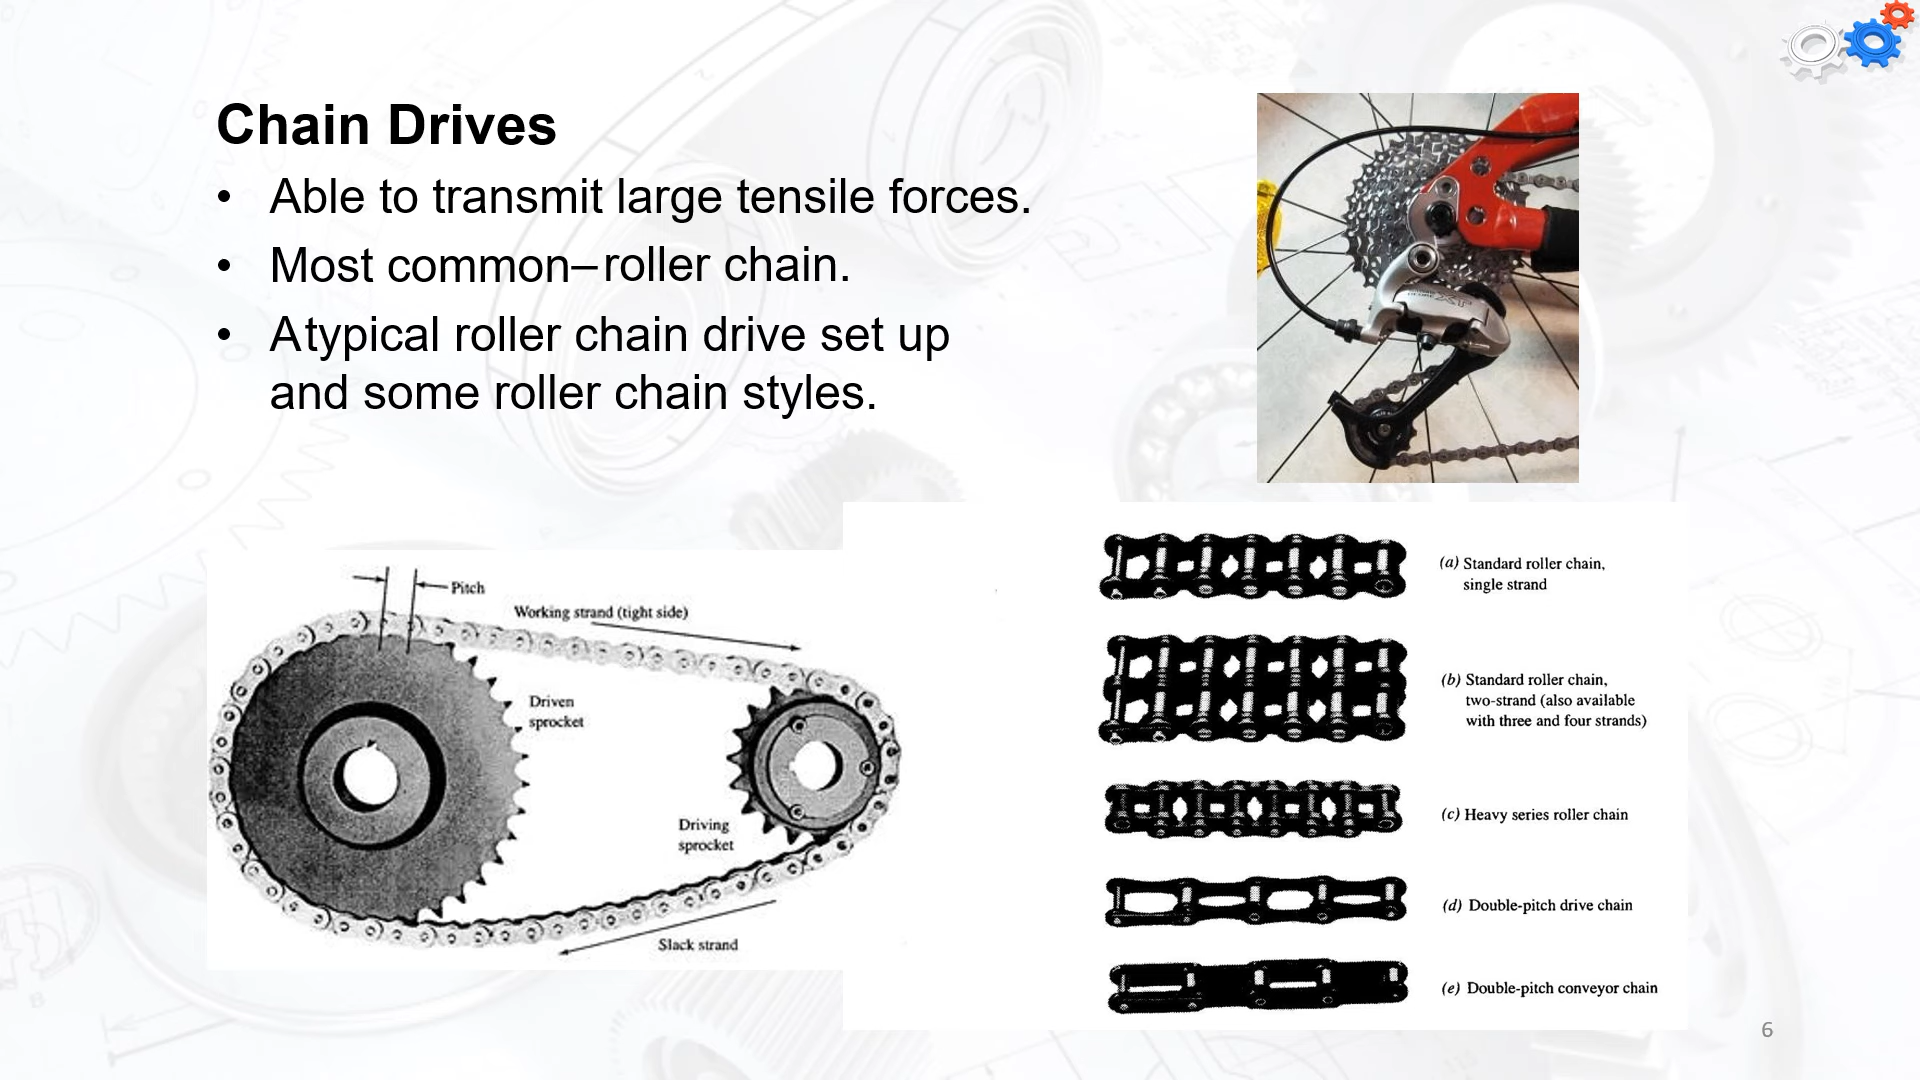 Chain Drives
• Able to transmit large tensile forces.
• Most common– roller chain.
• A typical roller chain drive set up
and some roller chain styles.
XT
Pitch
Working strand (tight side)
Driven
sprocket
Driving
sprocket
Slack strand
(a) Standard roller chain,
single strand
(b) Standard roller chain,
two-strand (also available
with three and four strands)
(c) Heavy series roller chain
(d) Double-pitch drive chain
(e) Double-pitch conveyor chain
6